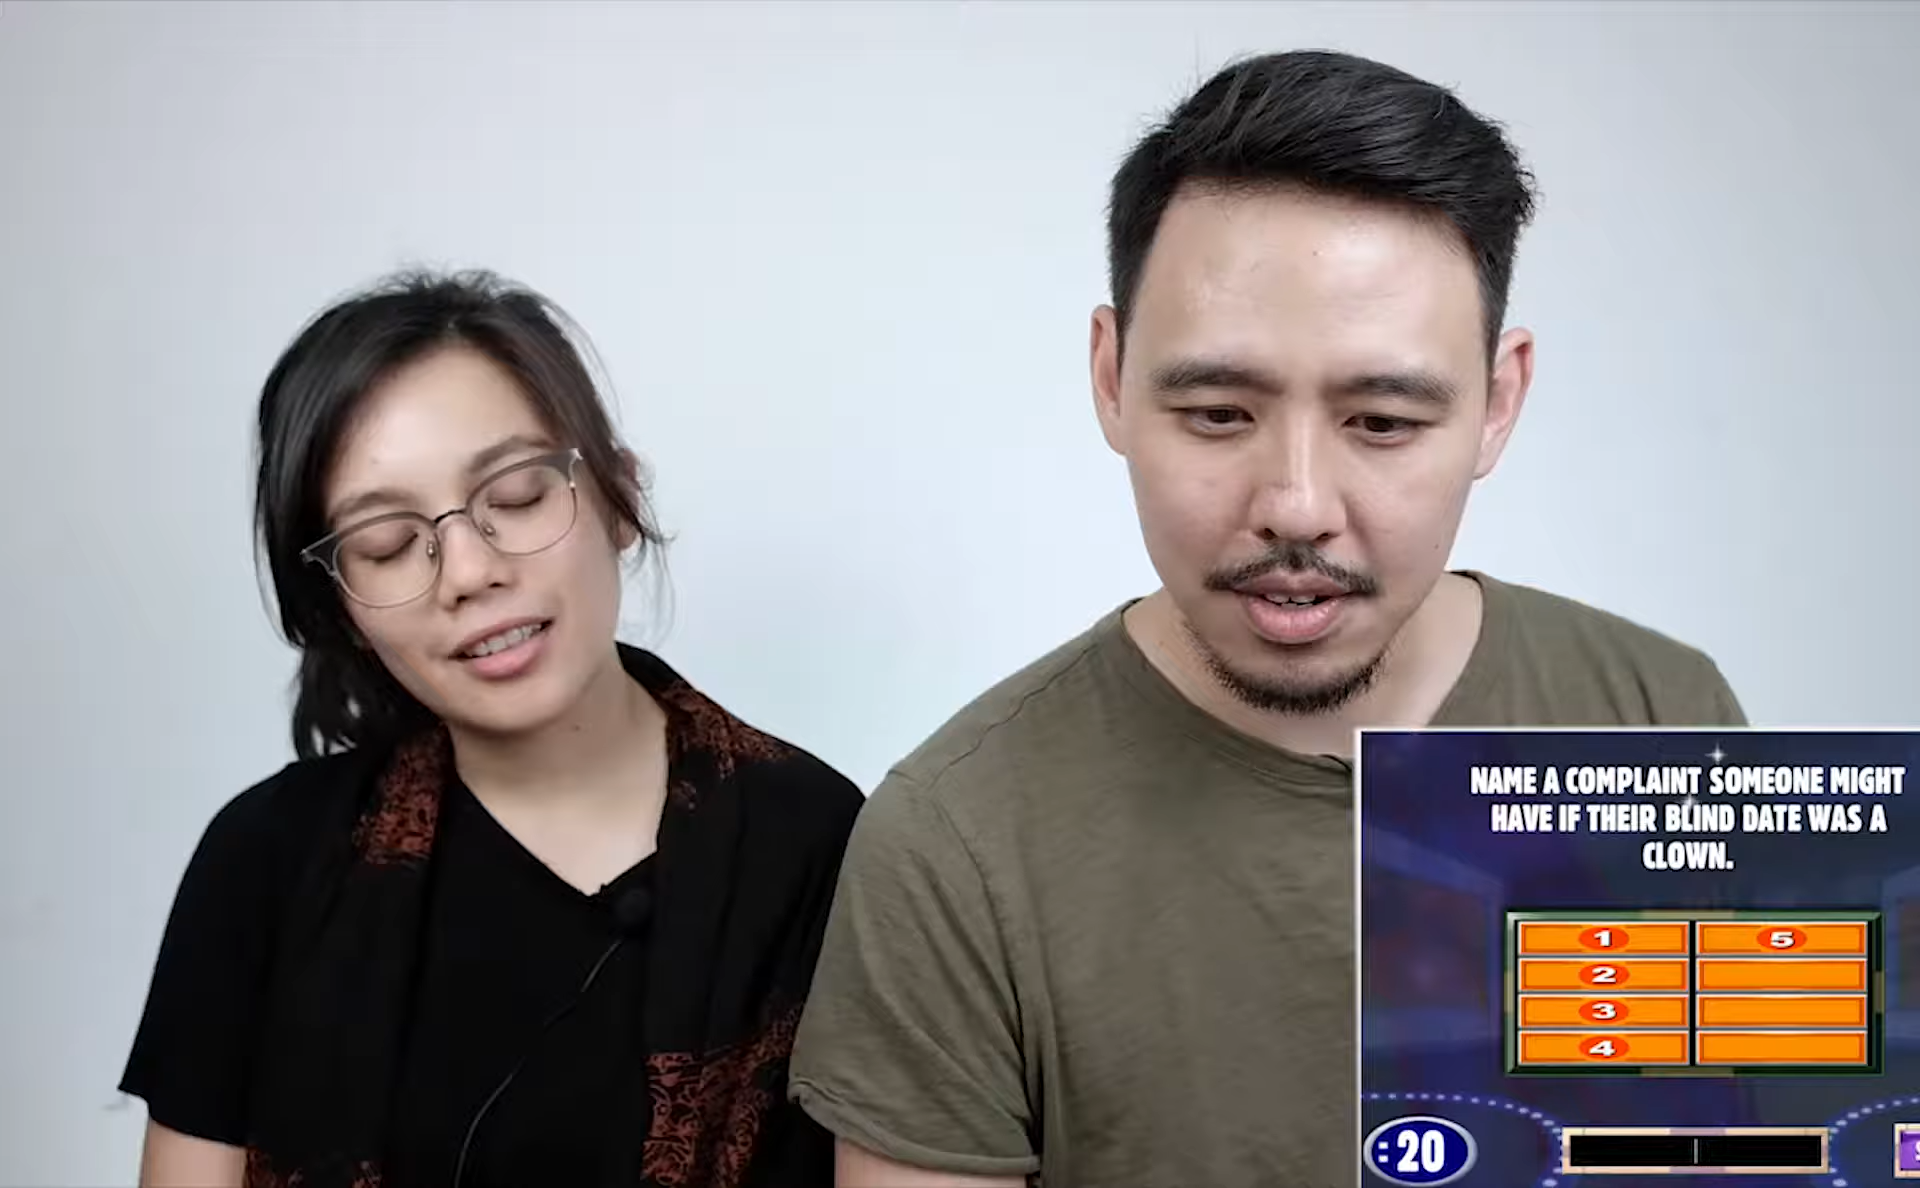 NAME A COMPLAINT SOMEONE MIGHT
HAVE IF THEIR BLIND DATE WAS A
CLOWN.
1
5
2
3
4
:20